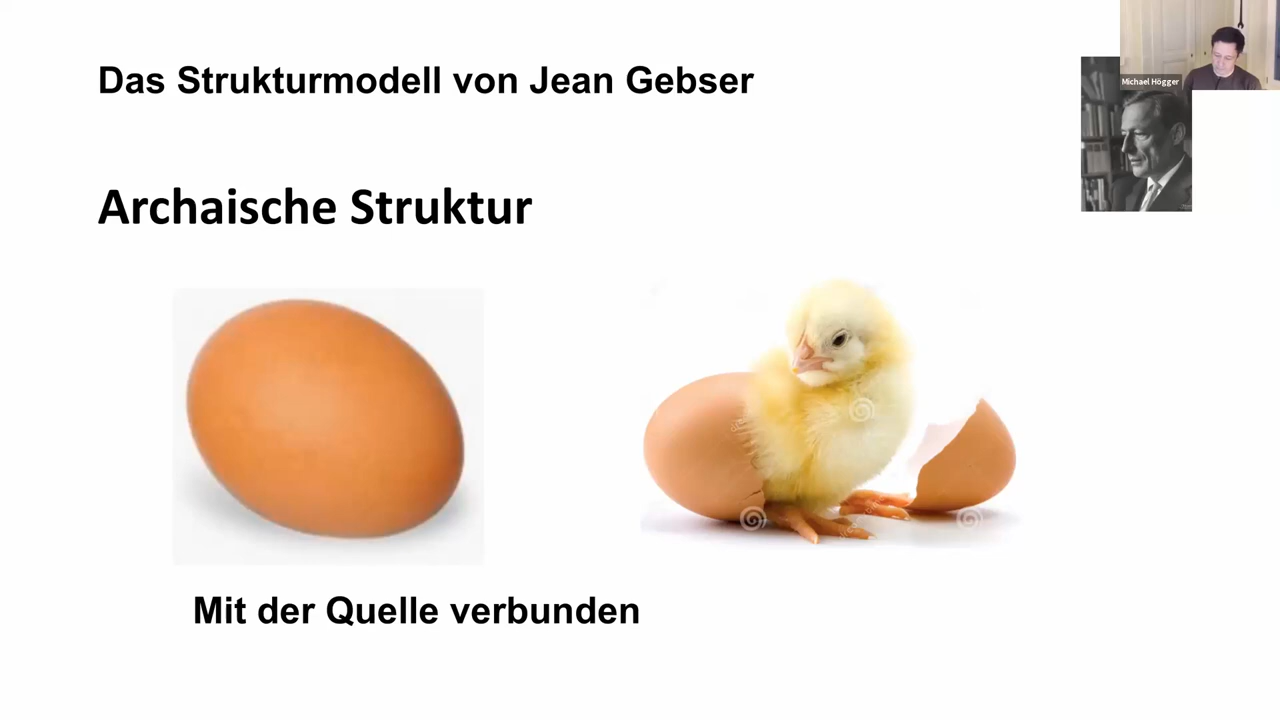 Das Strukturmodell von Jean Gebser
Michael Högger
Archaische Struktur
Mit der Quelle verbunden